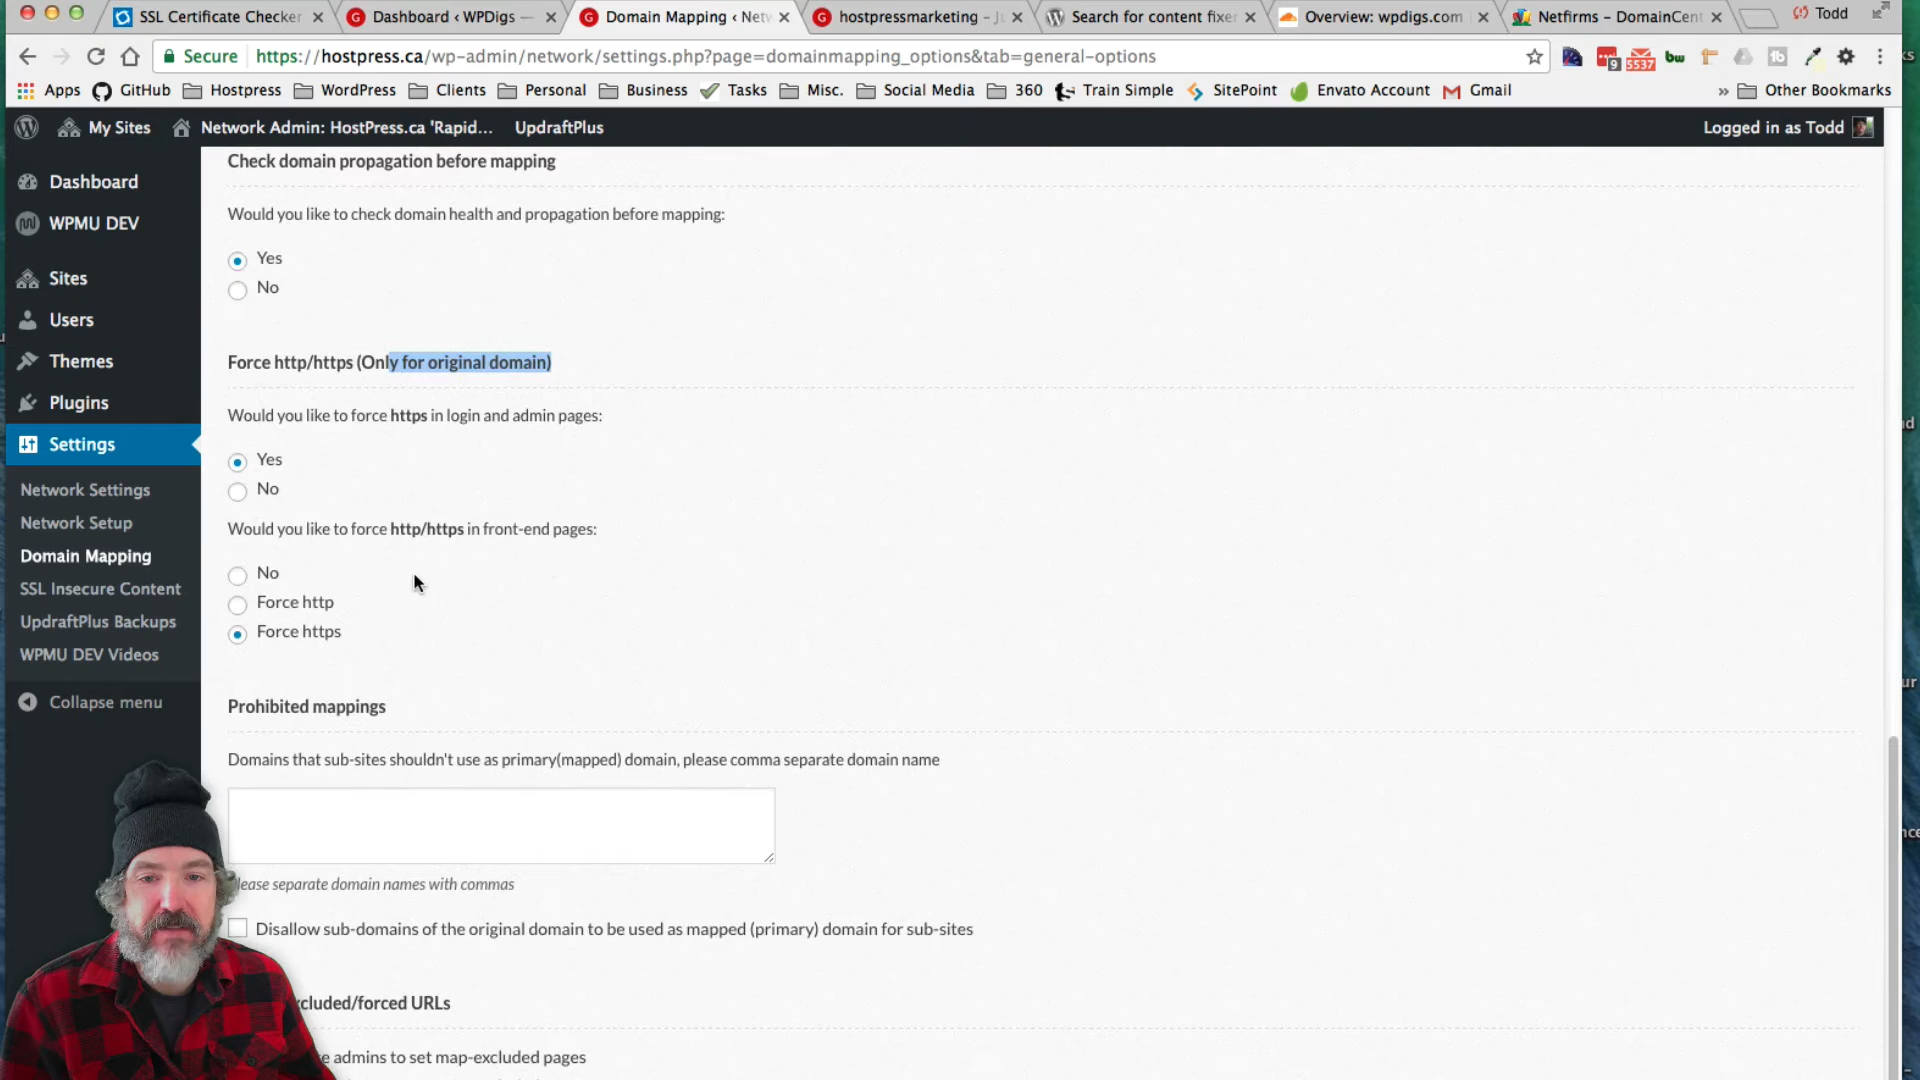 SSL Certificate Checker
Dashboard ‹ WPDigs —
Domain Mapping ‹ Netw
hostpressmarketing –
Search for content fixer
Overview: wpdigs.com
Netfirms – DomainCent
Todd
Secure
https://hostpress.ca/wp-admin/network/settings.php?page=domainmapping_options&tab=general-options
9
5537
bw
Apps
GitHub
Hostpress
WordPress
Clients
Personal
Business
Tasks
Misc.
Social Media
360
Train Simple
SitePoint
Envato Account
Gmail
» Other Bookmarks
My Sites
Network Admin: HostPress.ca 'Rapid...
UpdraftPlus
Logged in as Todd
Dashboard
WPMU DEV
Sites
Users
Themes
Plugins
Settings
Network Settings
Network Setup
Domain Mapping
SSL Insecure Content
UpdraftPlus Backups
WPMU DEV Videos
Collapse menu
Check domain propagation before mapping
Would you like to check domain health and propagation before mapping:
Yes
No
Force http/https (Only for original domain)
Would you like to force https in login and admin pages:
Yes
No
Would you like to force http/https in front-end pages:
No
Force http
Force https
Prohibited mappings
Domains that sub-sites shouldn't use as primary(mapped) domain, please comma separate domain name
lease separate domain names with commas
Disallow sub-domains of the original domain to be used as mapped (primary) domain for sub-sites
xcluded/forced URLs
e admins to set map-excluded pages